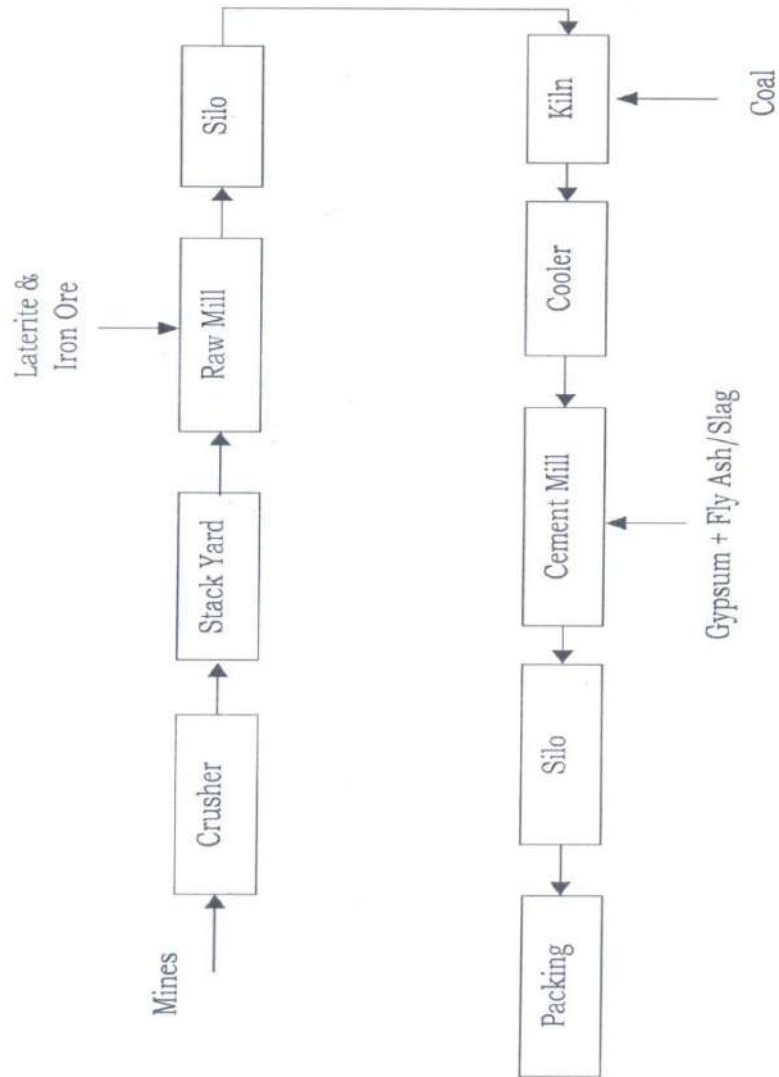 Mines
Crusher
Stack Yard
Laterite &
Iron Ore
Raw Mill
Silo
Kiln
Coal
Cooler
Cement Mill
Gypsum + Fly Ash/Slag
Silo
Packing